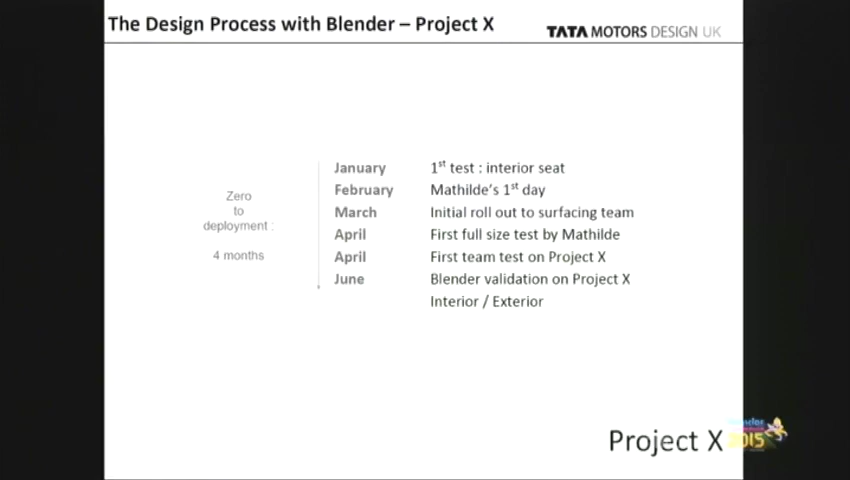 The Design Process with Blender – Project X
TATA MOTORS DESIGN UK
Zero
to
deployment :
4 months
January 1st test : interior seat
February Mathilde's 1st day
March Initial roll out to surfacing team
April First full size test by Mathilde
April First team test on Project X
June Blender validation on Project X
Interior / Exterior
Project X
2015